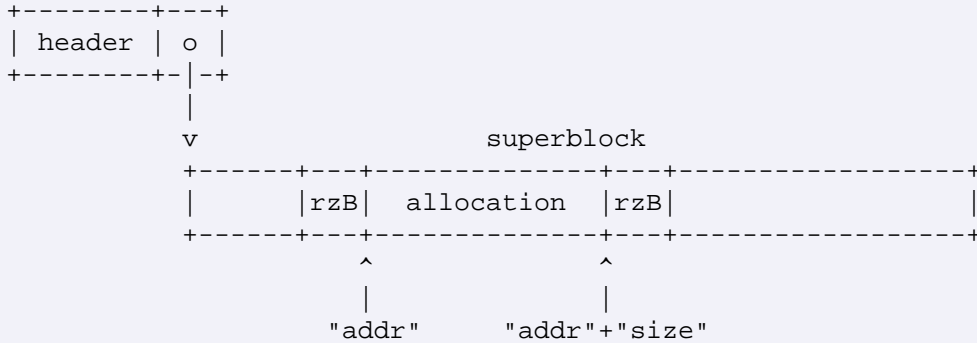 +--------+---+
| header | o |
+--------+-|-+
           |
           v                  superblock
           +------+---+--------------+---+------------------+
           |      |rzB|  allocation  |rzB|                  |
           +------+---+--------------+---+------------------+
                      ^              ^
                      |              |
                    "addr"     "addr"+"size"